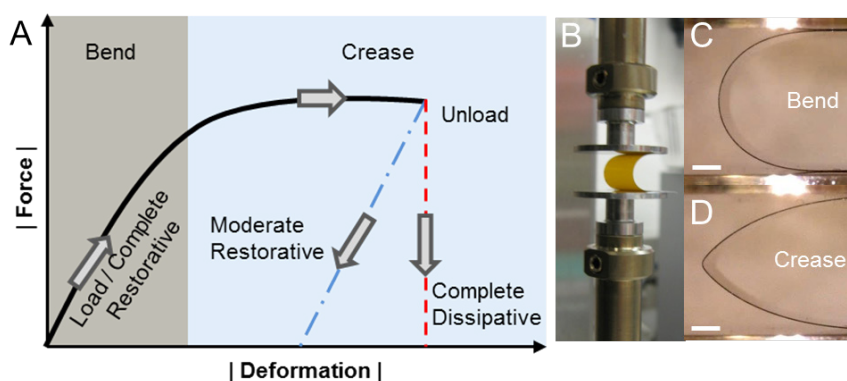 A
Bend
Crease
Unload
Load / Complete
Restorative
Moderate
Restorative
Complete
Dissipative
| Force |
| Deformation |
B
C
Bend
D
Crease